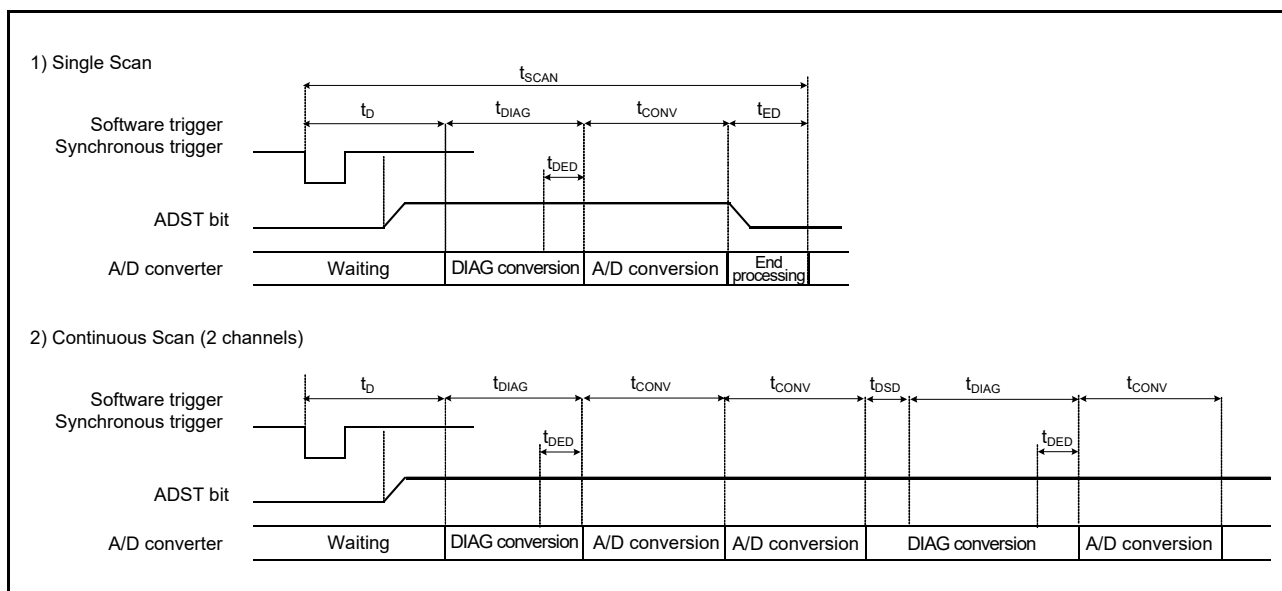 1) Single Scan
tSCAN
tD tDIAG tCONV tED
Software trigger
Synchronous trigger
tDED
ADST bit
A/D converter Waiting DIAG conversion A/D conversion End processing
2) Continuous Scan (2 channels)
tD tDIAG tCONV tCONV tDSD tDIAG tCONV
Software trigger
Synchronous trigger
tDED tDED
ADST bit
A/D converter Waiting DIAG conversion A/D conversion A/D conversion DIAG conversion A/D conversion